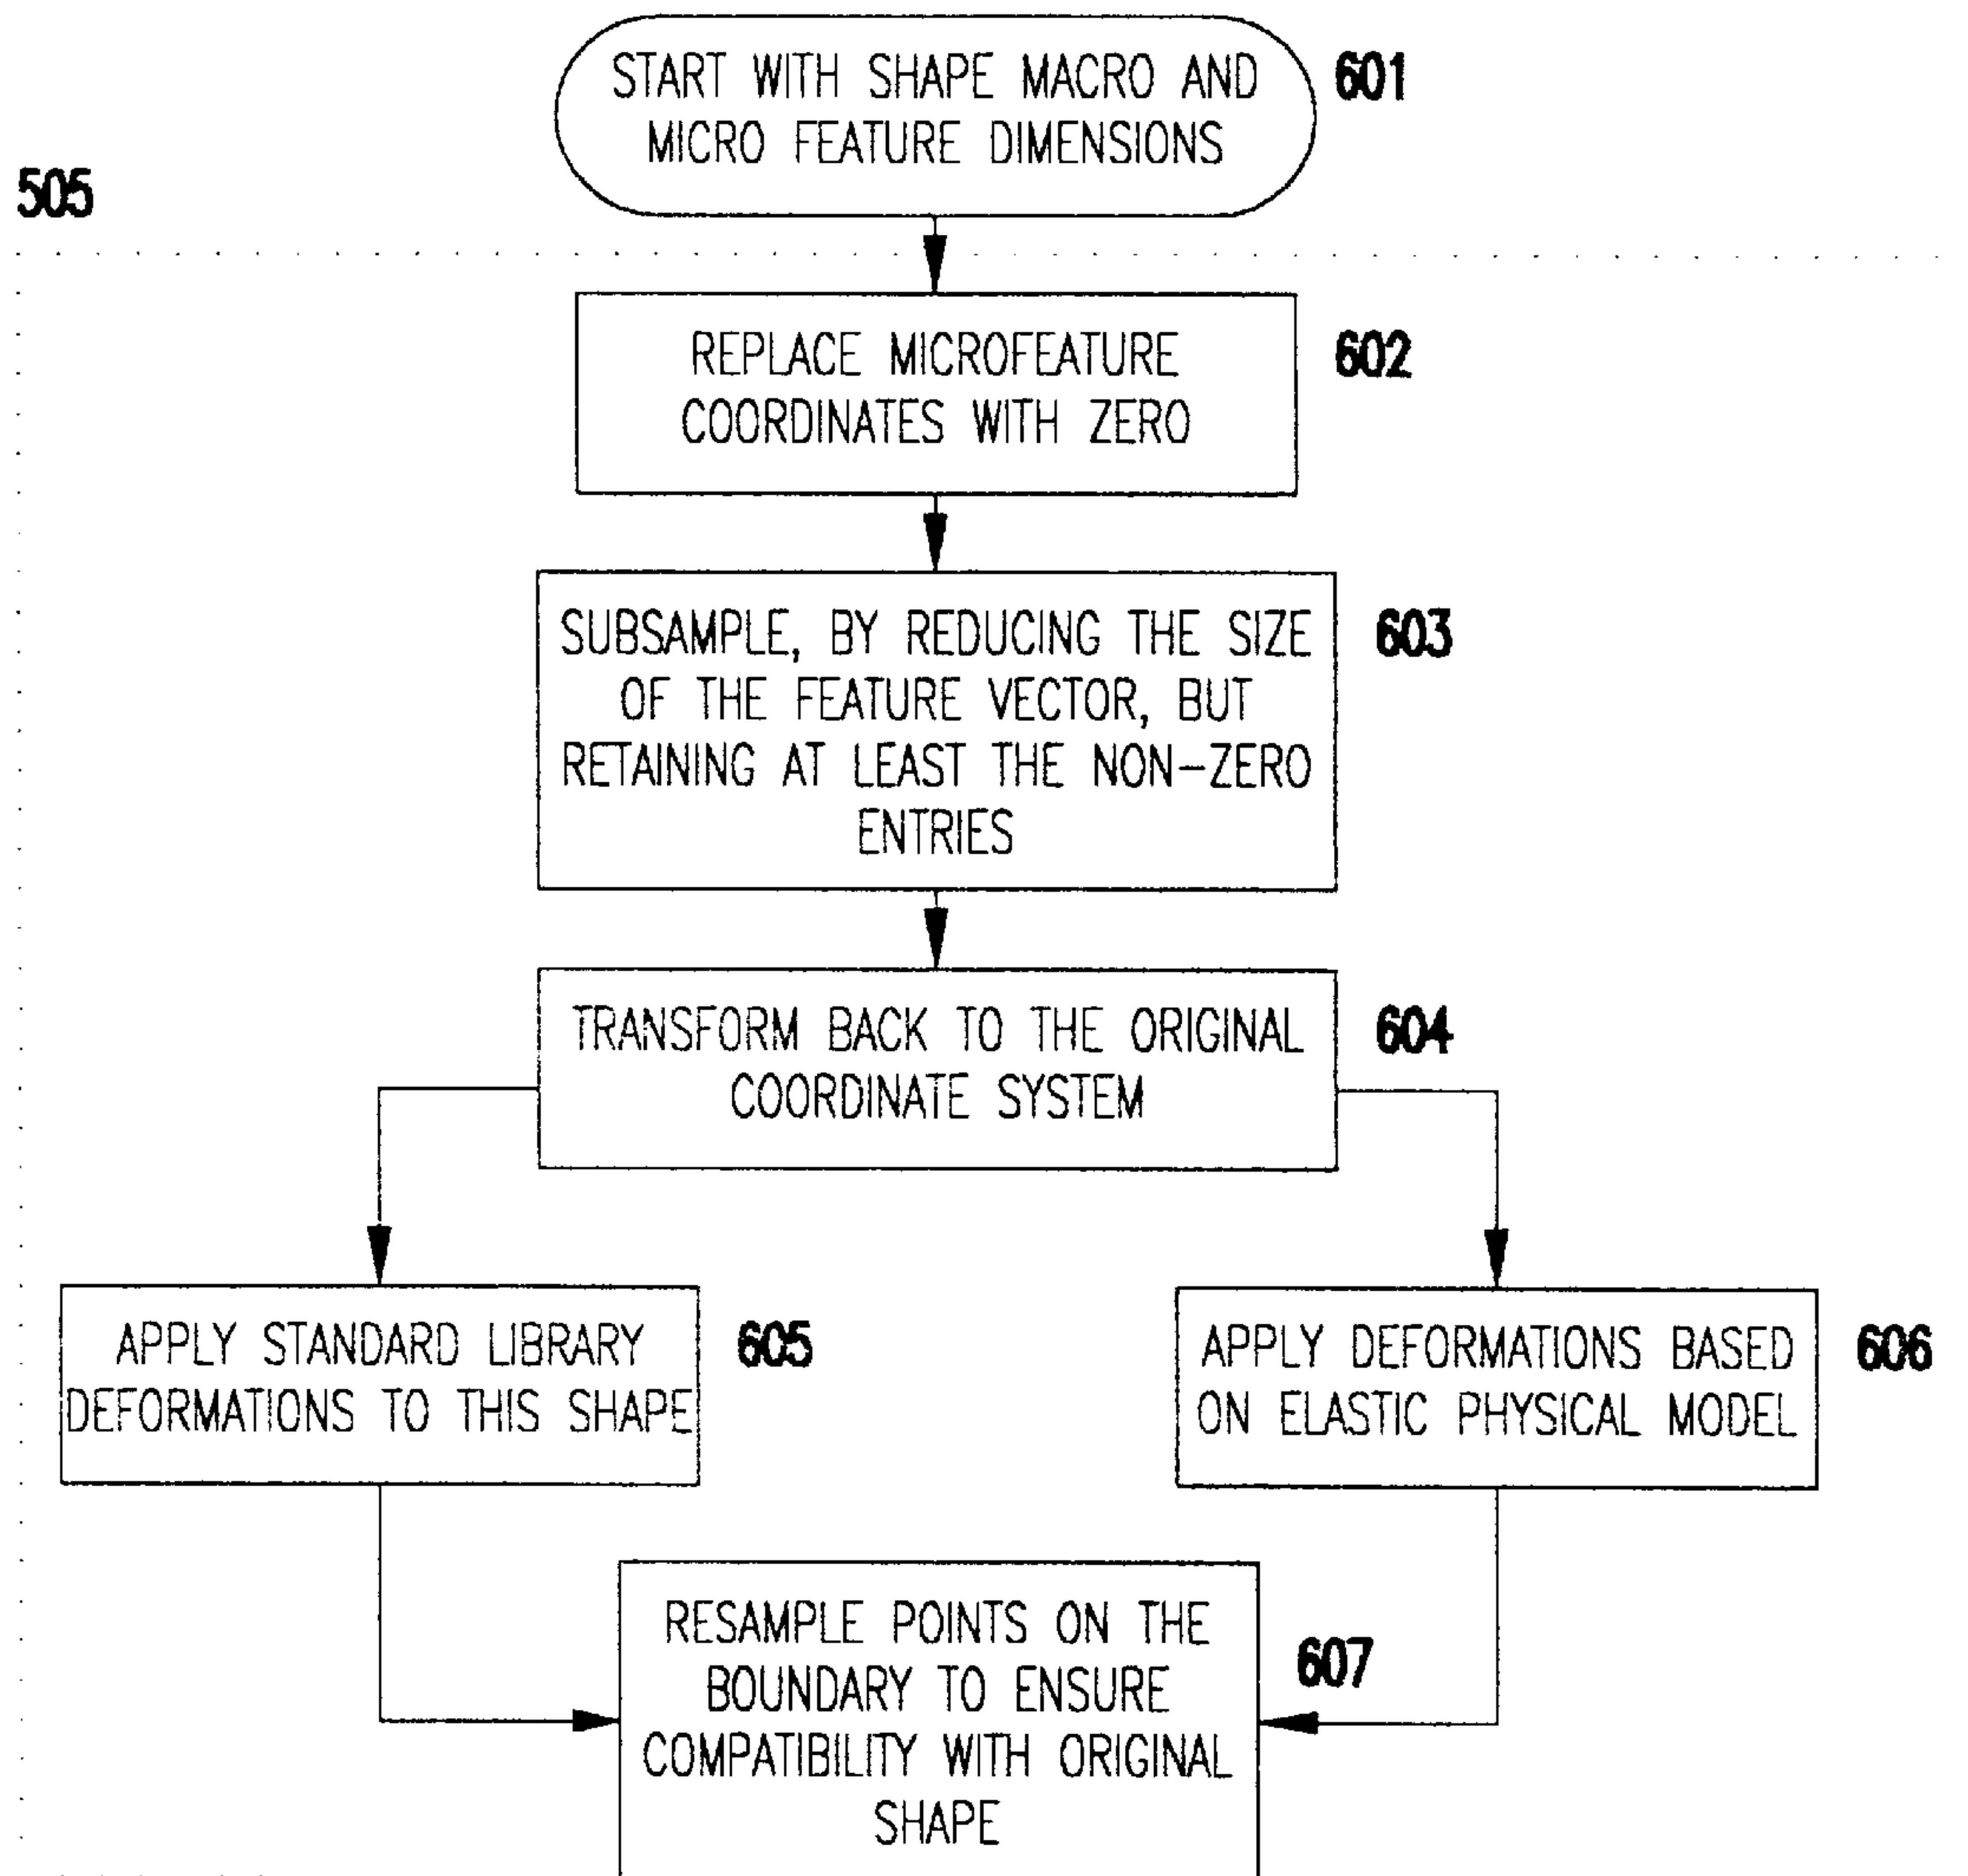 START WITH SHAPE MACRO AND
MICRO FEATURE DIMENSIONS
601
505
REPLACE MICROFEATURE
COORDINATES WITH ZERO
602
SUBSAMPLE, BY REDUCING THE SIZE
OF THE FEATURE VECTOR, BUT
RETAINING AT LEAST THE NON-ZERO
ENTRIES
603
TRANSFORM BACK TO THE ORIGINAL
COORDINATE SYSTEM
604
APPLY STANDARD LIBRARY
DEFORMATIONS TO THIS SHAPE
605
APPLY DEFORMATIONS BASED
ON ELASTIC PHYSICAL MODEL
606
RESAMPLE POINTS ON THE
BOUNDARY TO ENSURE
COMPATIBILITY WITH ORIGINAL
SHAPE
607